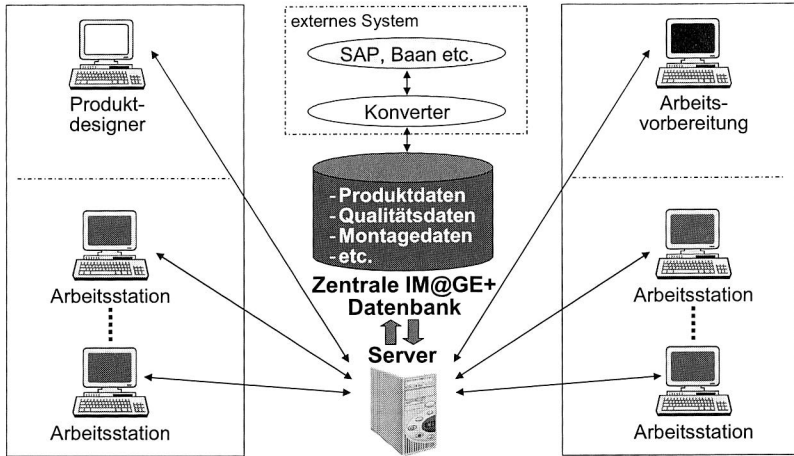 externes System
SAP, Baan etc.
Konverter
Produkt-
designer
Arbeits-
vorbereitung
- Produktdaten
- Qualitätsdaten
- Montagedaten
- etc.
Zentrale IM@GE+
Datenbank
Server
Arbeitsstation
Arbeitsstation
Arbeitsstation
Arbeitsstation